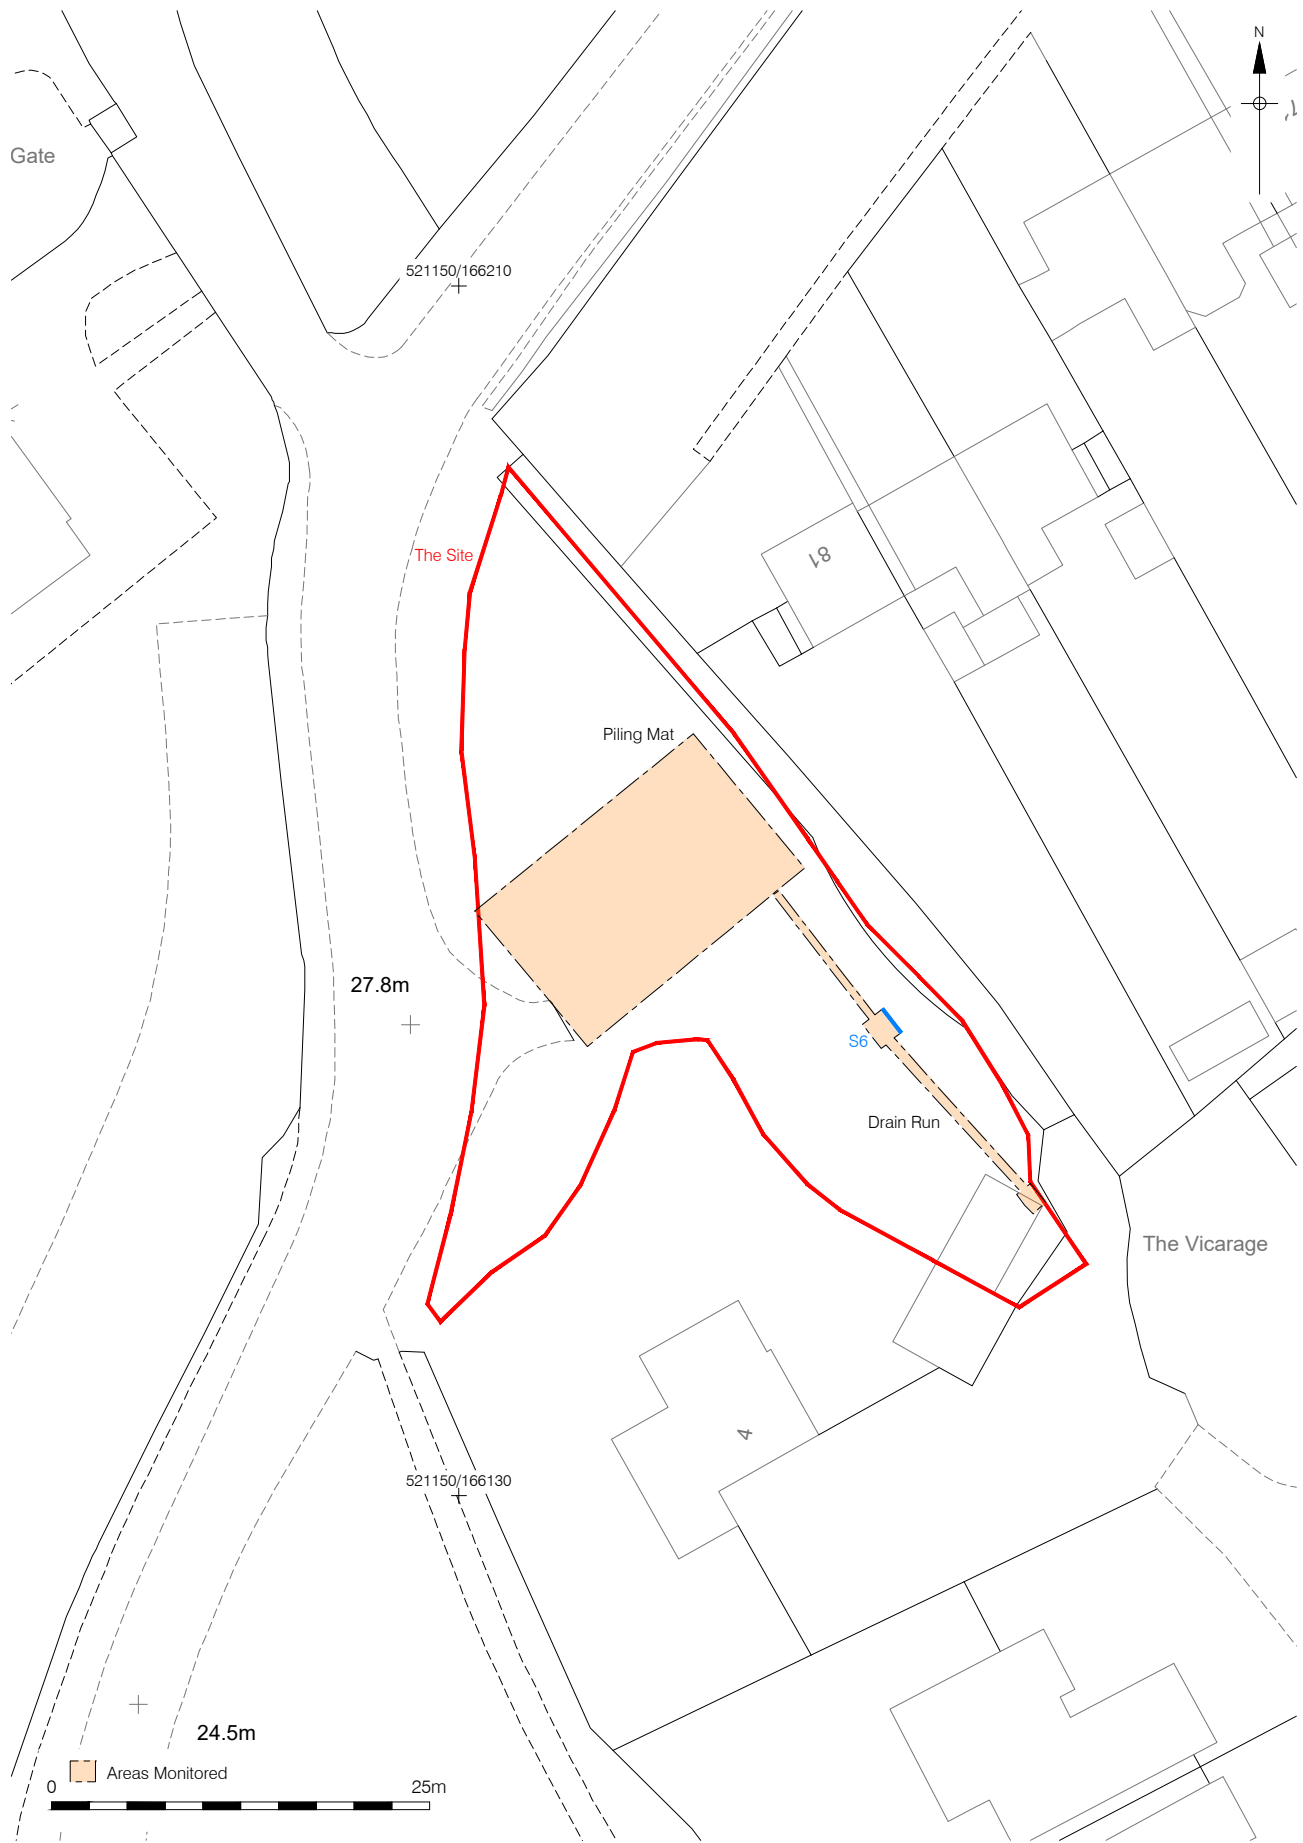 N
Gate
521150/166210
The Site
81
Piling Mat
27.8m
S6
Drain Run
The Vicarage
4
521150/166130
24.5m
Areas Monitored
0 25m